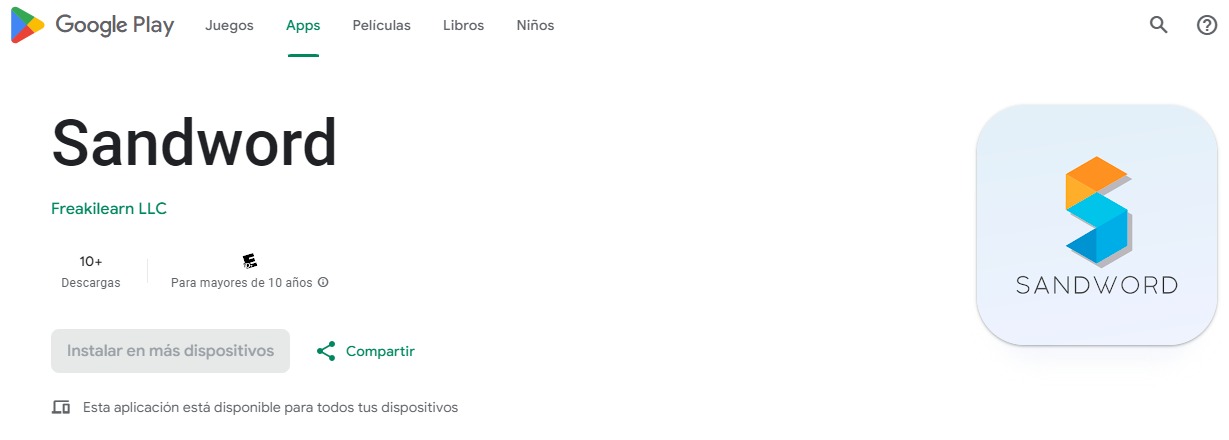 Google Play Juegos Apps Películas Libros Niños
Sandword
Freakilearn LLC
10+
Descargas
E
Para mayores de 10 años
Instalar en más dispositivos
Compartir
Esta aplicación está disponible para todos tus dispositivos
SANDWORD